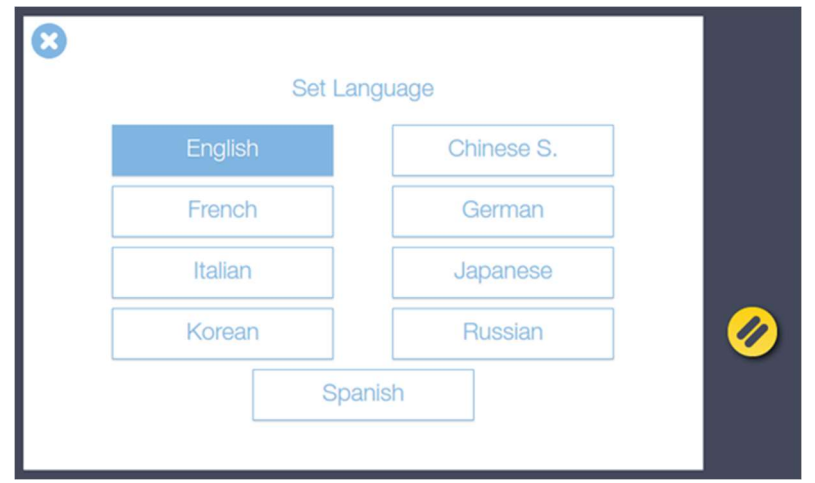 Set Language
English
Chinese S.
French
German
Italian
Japanese
Korean
Russian
Spanish